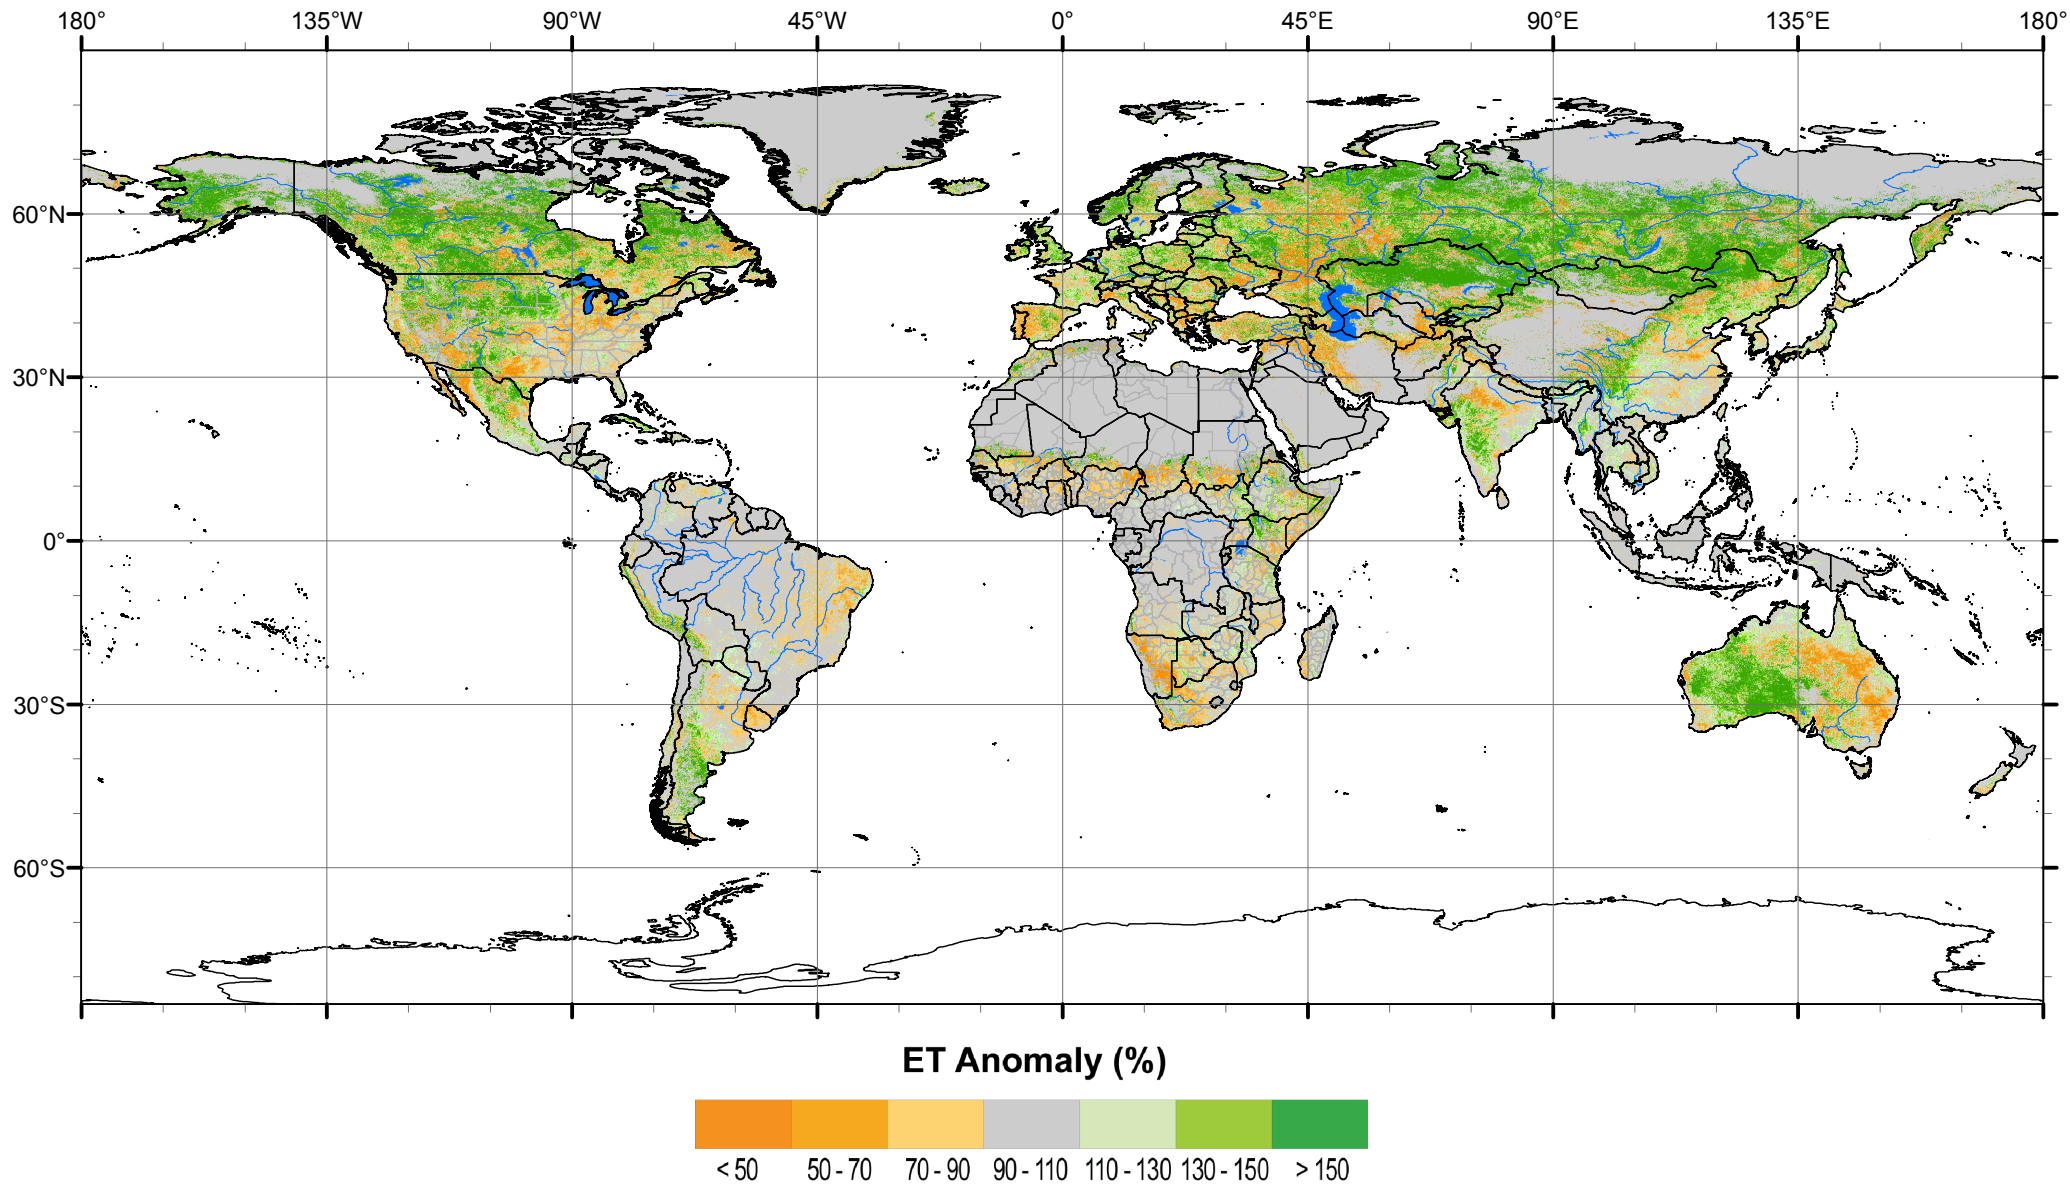 180° 135°W 90°W 45°W 0° 45°E 90°E 135°E 180°
60°N
30°N
0°
30°S
60°S
ET Anomaly (%)
< 50 50 - 70 70 - 90 90 - 110 110 - 130 130 - 150 > 150